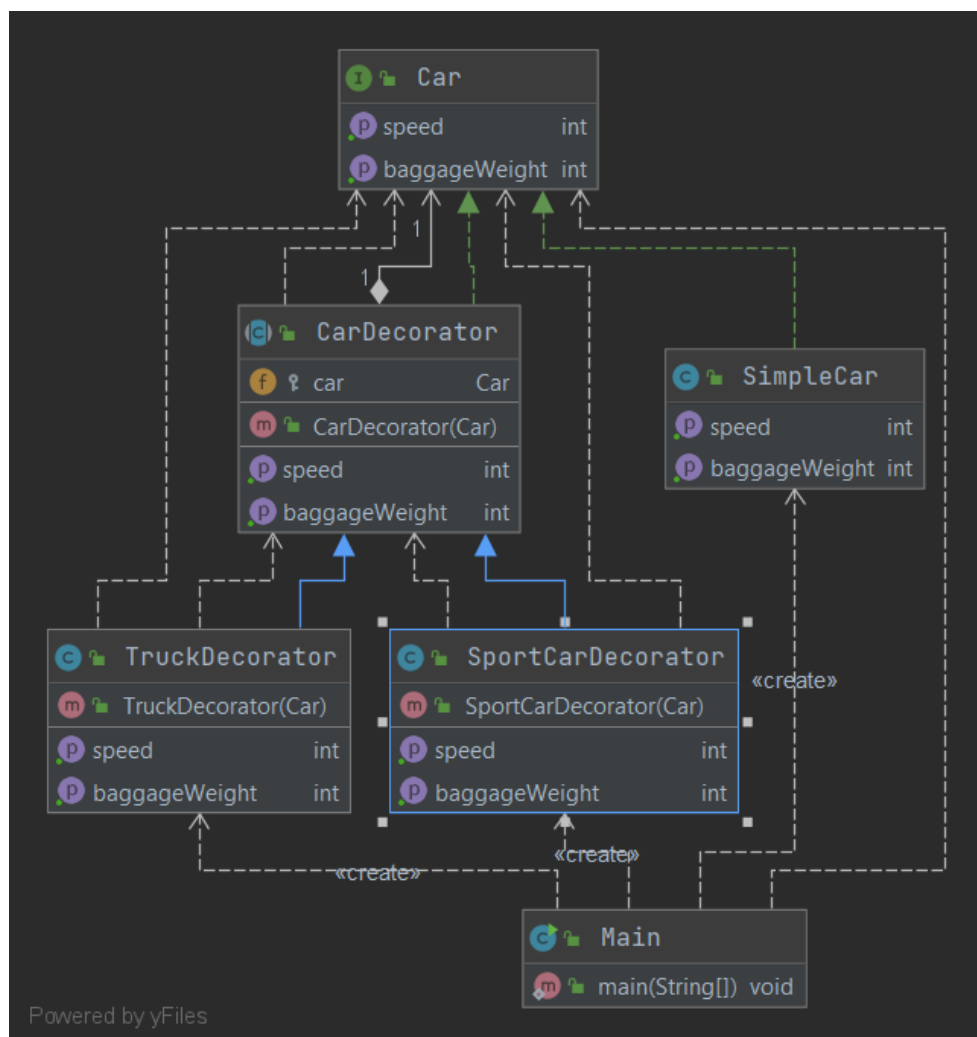 Car
speed int
baggageWeight int
1
1
CarDecorator
car Car
CarDecorator(Car)
speed int
baggageWeight int
SimpleCar
speed int
baggageWeight int
TruckDecorator
TruckDecorator(Car)
speed int
baggageWeight int
SportCarDecorator
SportCarDecorator(Car)
speed int
baggageWeight int
«create»
«create»
«create»
Main
main(String[]) void
Powered by yFiles